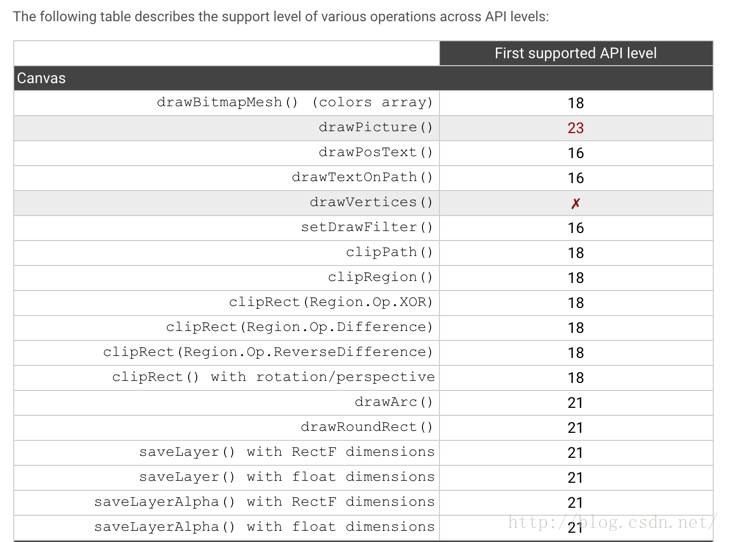 The following table describes the support level of various operations across API levels:
First supported API level
Canvas
drawBitmapMesh() (colors array) 18
drawPicture() 23
drawPosText() 16
drawTextOnPath() 16
drawVertices() ✗
setDrawFilter() 16
clipPath() 18
clipRegion() 18
clipRect(Region.Op.XOR) 18
clipRect(Region.Op.Difference) 18
clipRect(Region.Op.ReverseDifference) 18
clipRect() with rotation/perspective 18
drawArc() 21
drawRoundRect() 21
saveLayer() with RectF dimensions 21
saveLayer() with float dimensions 21
saveLayerAlpha() with RectF dimensions 21
saveLayerAlpha() with float dimensions 21
http://blog.csdn.net/